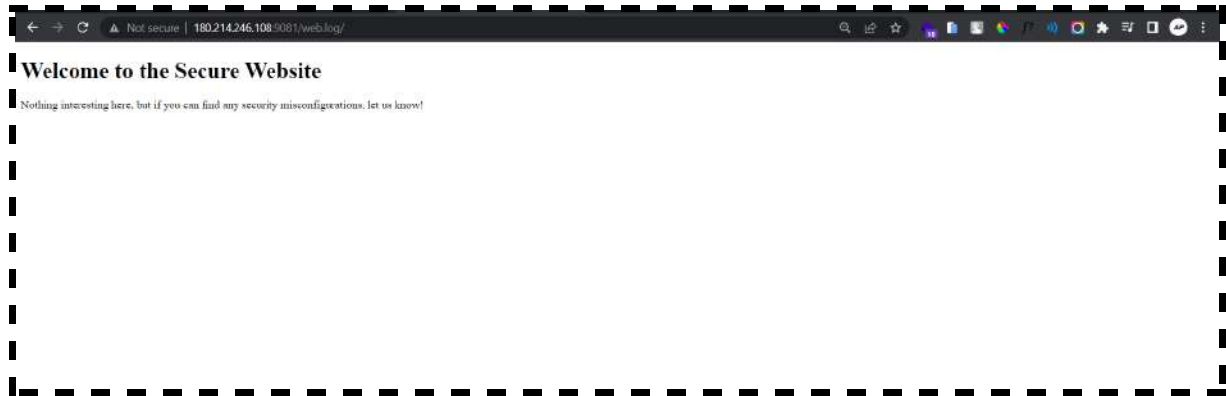 Not secure | 180.214.246.108:9081/web.log/
Welcome to the Secure Website
Nothing interesting here, but if you can find any security misconfigurations, let us know!